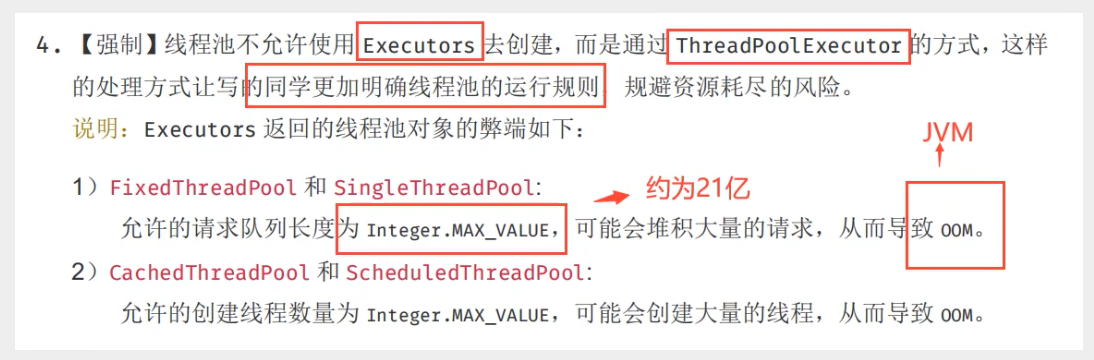 4. 【强制】线程池不允许使用 Executors 去创建，而是通过 ThreadPoolExecutor 的方式，这样
的处理方式让写的同学更加明确线程池的运行规则，规避资源耗尽的风险。
说明：Executors 返回的线程池对象的弊端如下：
JVM
1）FixedThreadPool 和 SingleThreadPool:
约为21亿
允许的请求队列长度为 Integer.MAX_VALUE，可能会堆积大量的请求，从而导致 OOM。
2）CachedThreadPool 和 ScheduledThreadPool:
允许的创建线程数量为 Integer.MAX_VALUE，可能会创建大量的线程，从而导致 OOM。